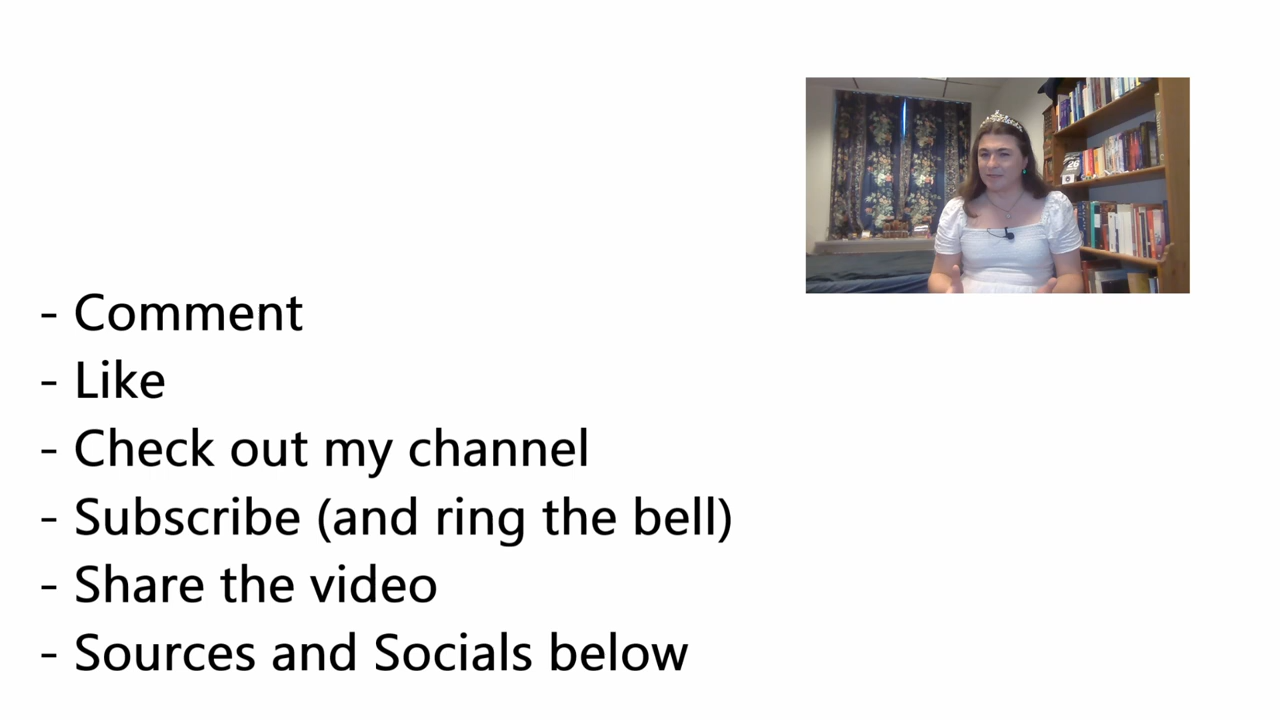 - Comment
- Like
- Check out my channel
- Subscribe (and ring the bell)
- Share the video
- Sources and Socials below